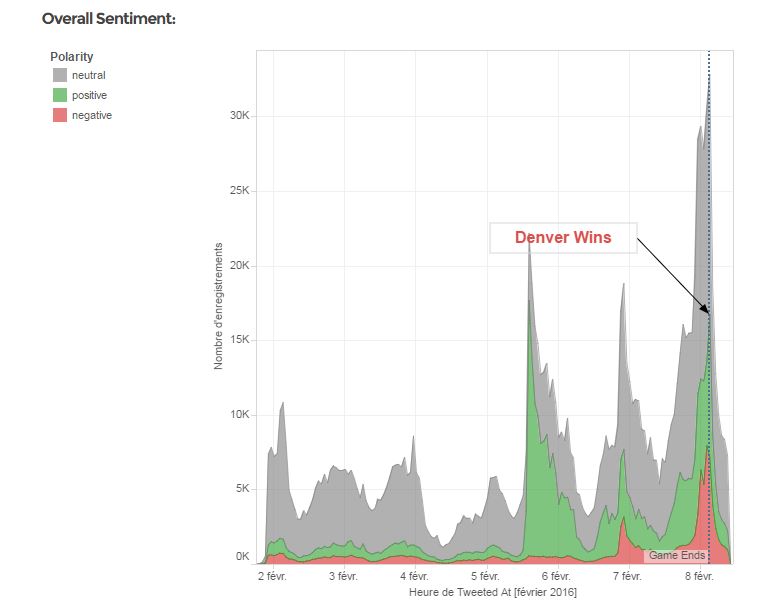 Overall Sentiment:
Polarity
neutral
positive
negative
30K
25K
20K
15K
10K
5K
0K
Nombre d'enregistrements
Denver Wins
Game Ends
2 févr.
3 févr.
4 févr.
5 févr.
6 févr.
7 févr.
8 févr.
Heure de Tweeted At [février 2016]